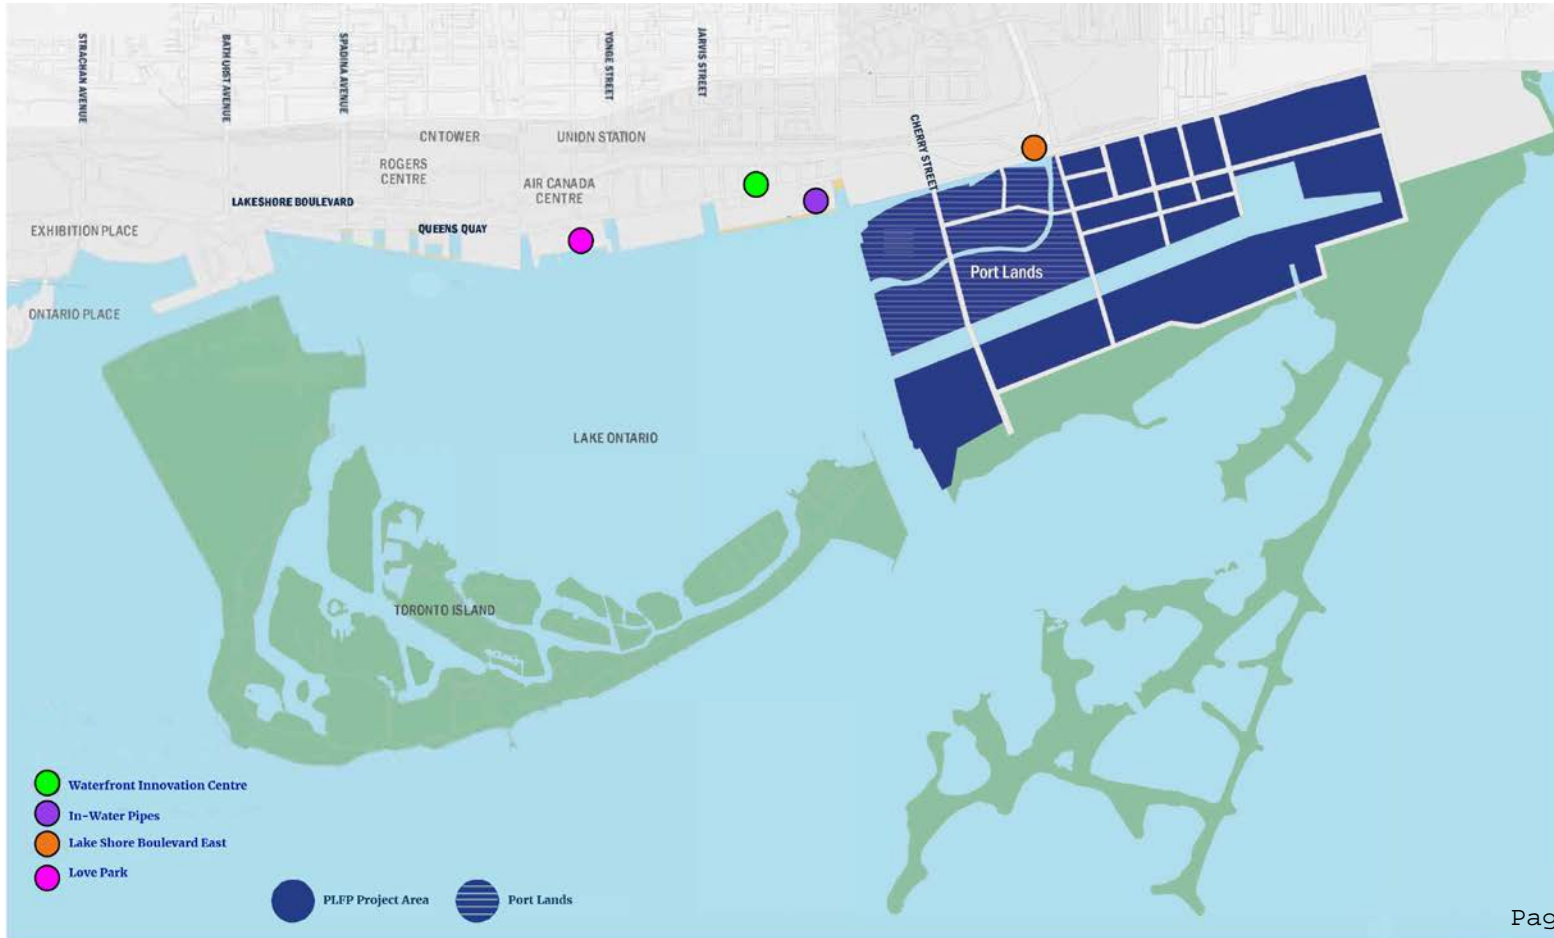 STRACHAN AVENUE
BATHURST AVENUE
SPADINA AVENUE
YONGE STREET
JARVIS STREET
CHERRY STREET
CN TOWER
UNION STATION
ROGERS
CENTRE
AIR CANADA
CENTRE
LAKESHORE BOULEVARD
EXHIBITION PLACE
QUEENS QUAY
Port Lands
ONTARIO PLACE
LAKE ONTARIO
TORONTO ISLAND
Waterfront Innovation Centre
In-Water Pipes
Lake Shore Boulevard East
Love Park
PLFP Project Area
Port Lands
Pag